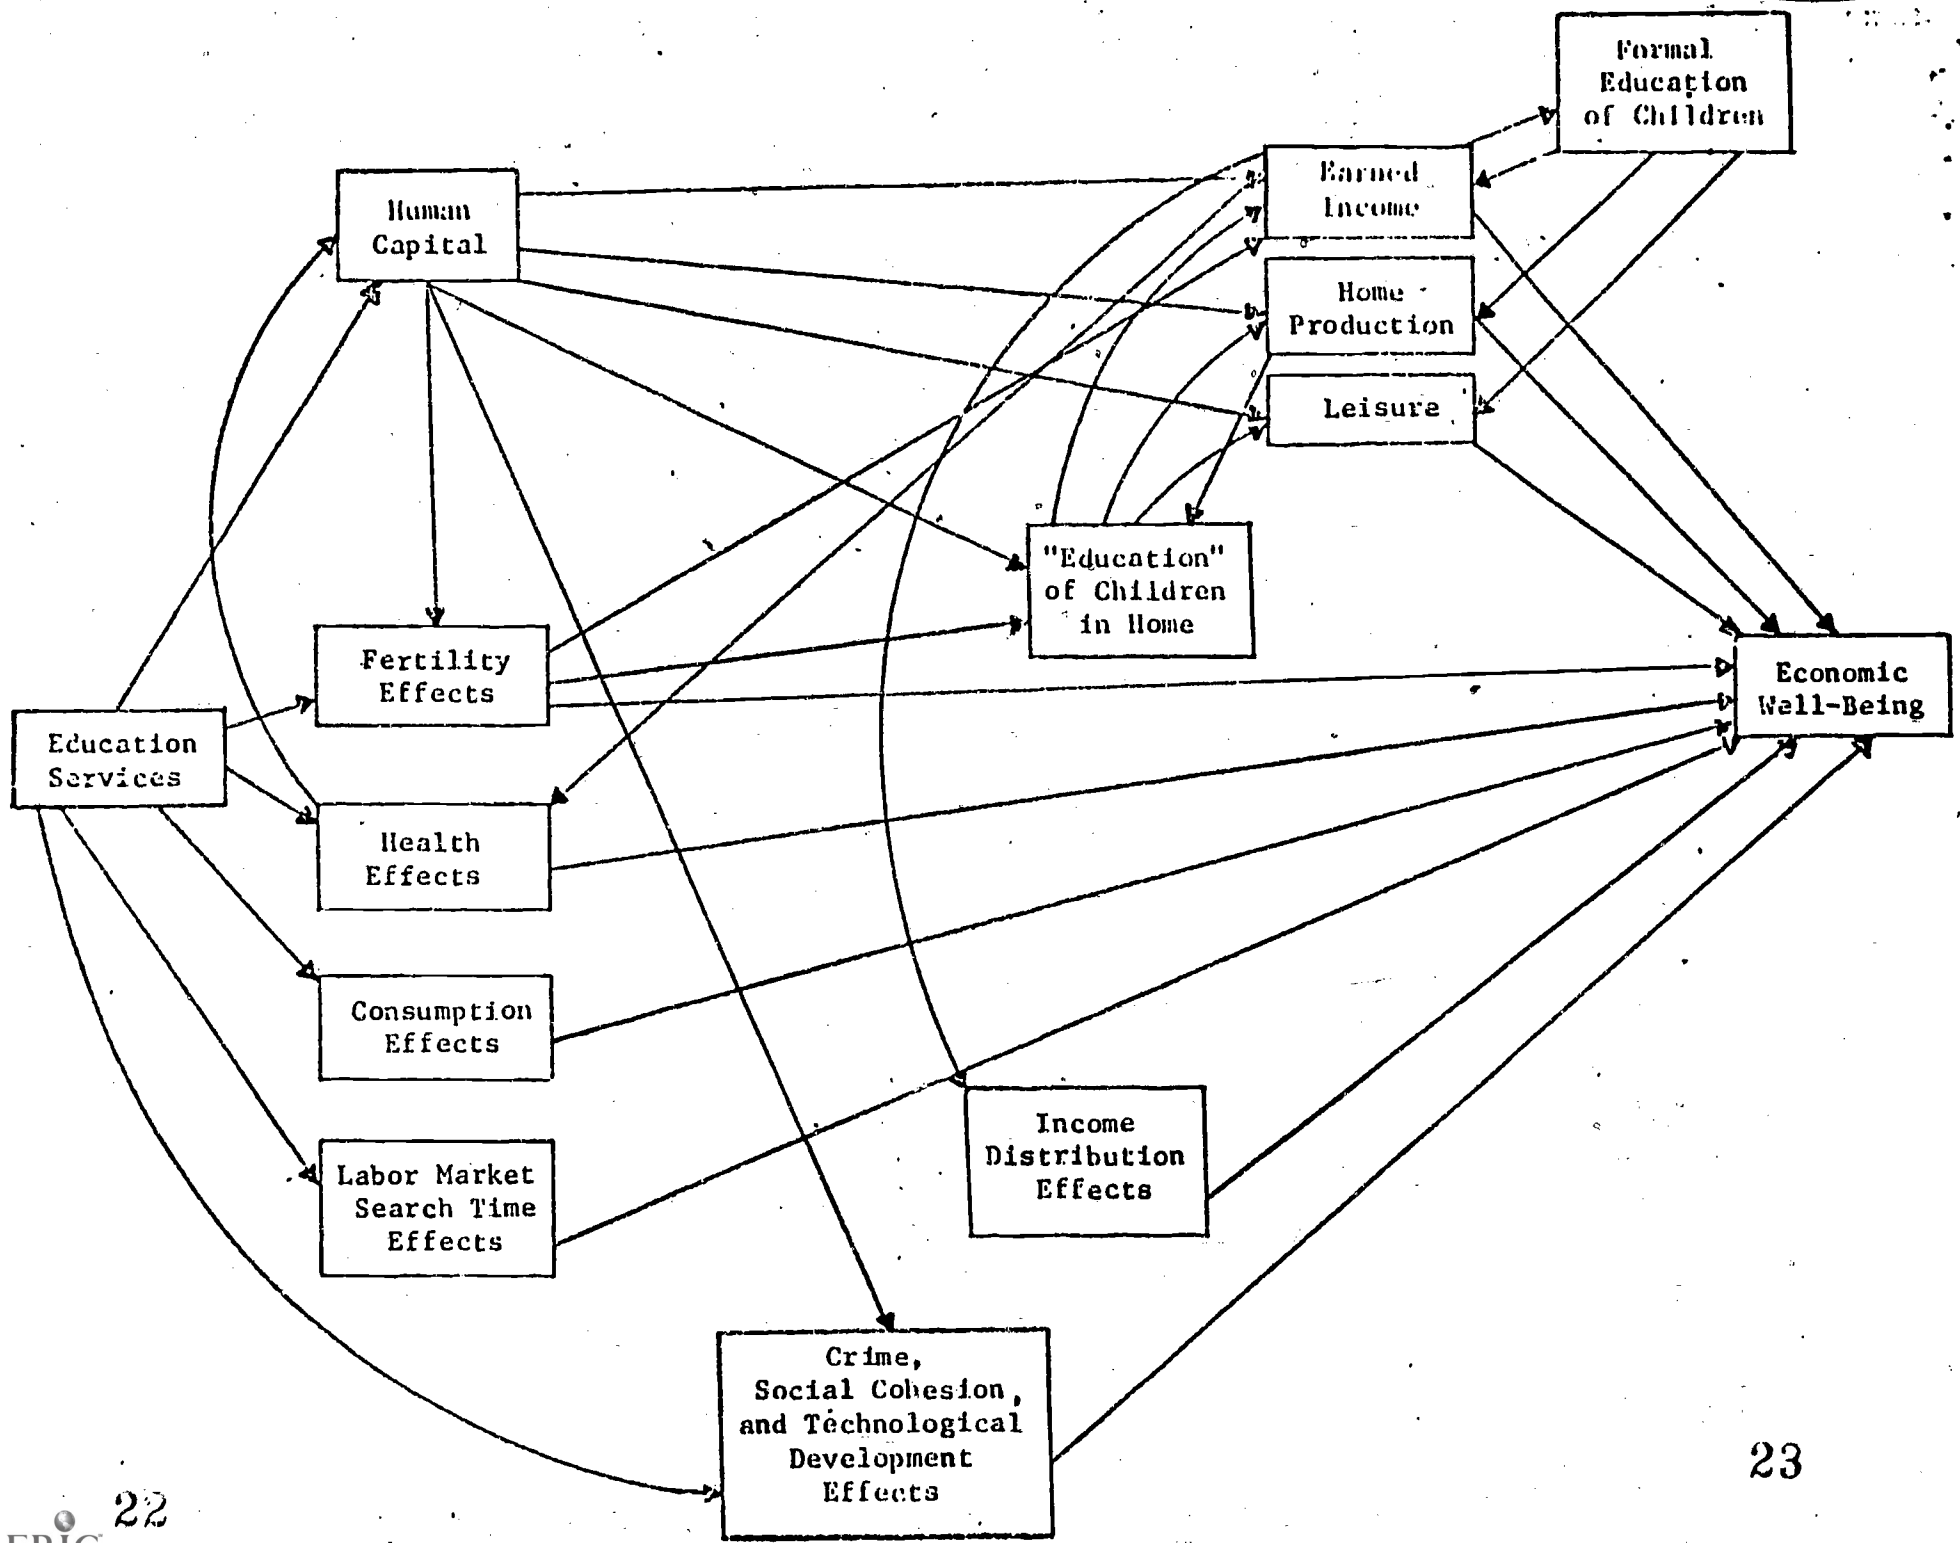 Formal
Education
of Children
Earned
Income
Human
Capital
Home
Production
Leisure
"Education"
of Children
in Home
Fertility
Effects
Economic
Well-Being
Education
Services
Health
Effects
Consumption
Effects
Income
Distribution
Effects
Labor Market
Search Time
Effects
Crime,
Social Cohesion,
and Technological
Development
Effects
23
22
ERIC